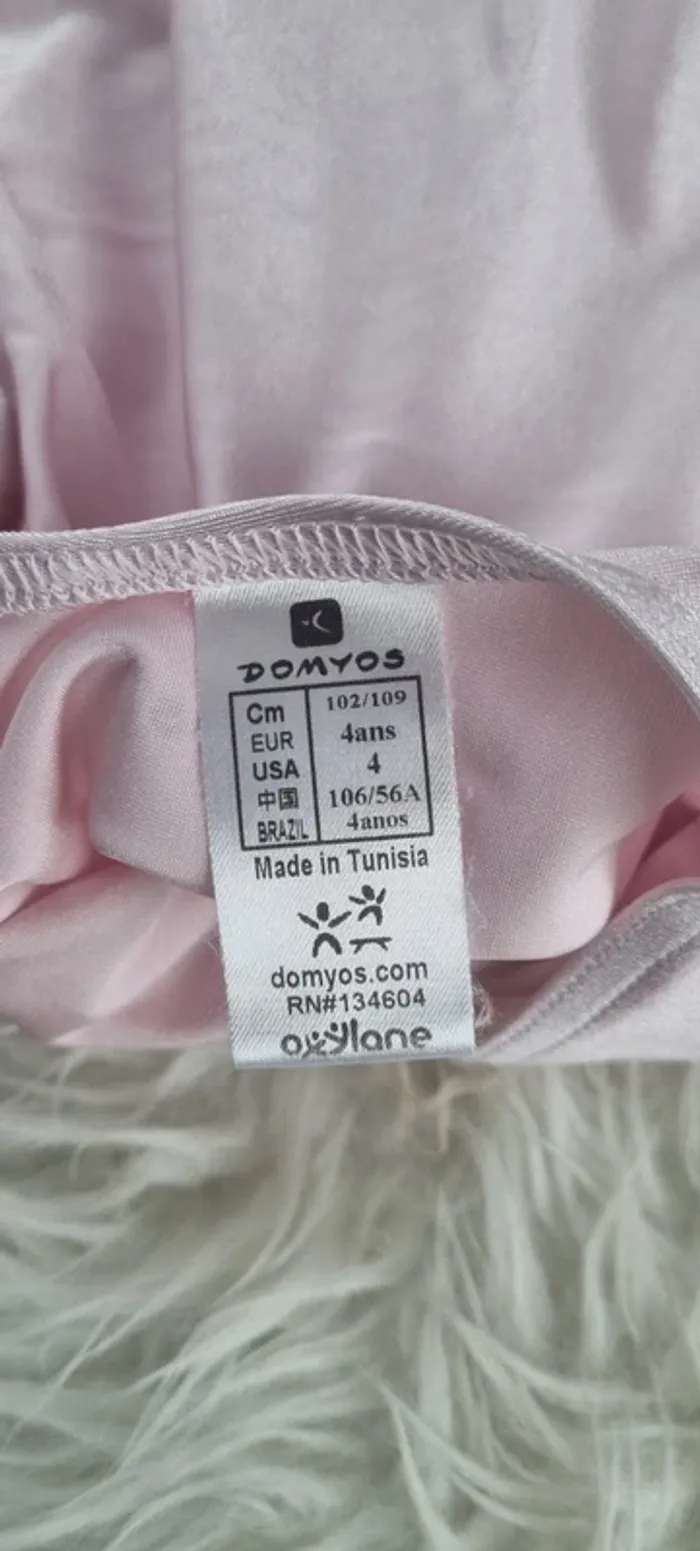 DOMYOS
Cm 102/109
EUR 4ans
USA 4
中国 106/56A
BRAZIL 4anos
Made in Tunisia
domyos.com
RN#134604
oxylane